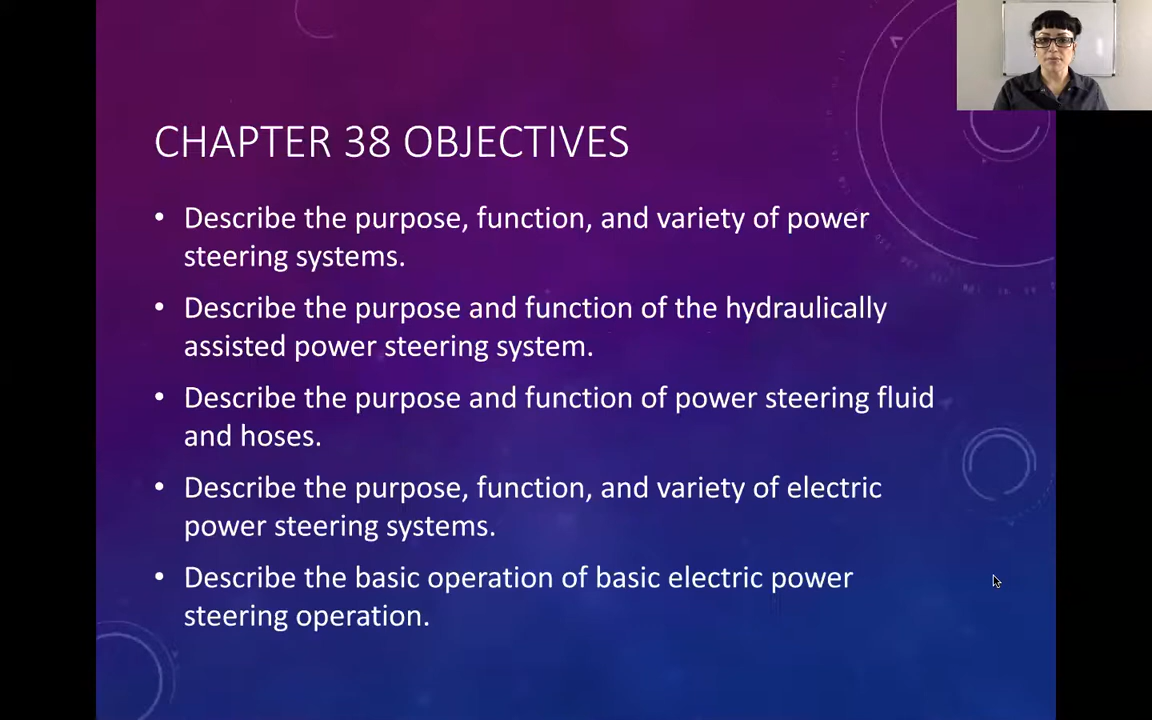 CHAPTER 38 OBJECTIVES
• Describe the purpose, function, and variety of power
steering systems.
• Describe the purpose and function of the hydraulically
assisted power steering system.
• Describe the purpose and function of power steering fluid
and hoses.
• Describe the purpose, function, and variety of electric
power steering systems.
• Describe the basic operation of basic electric power
steering operation.